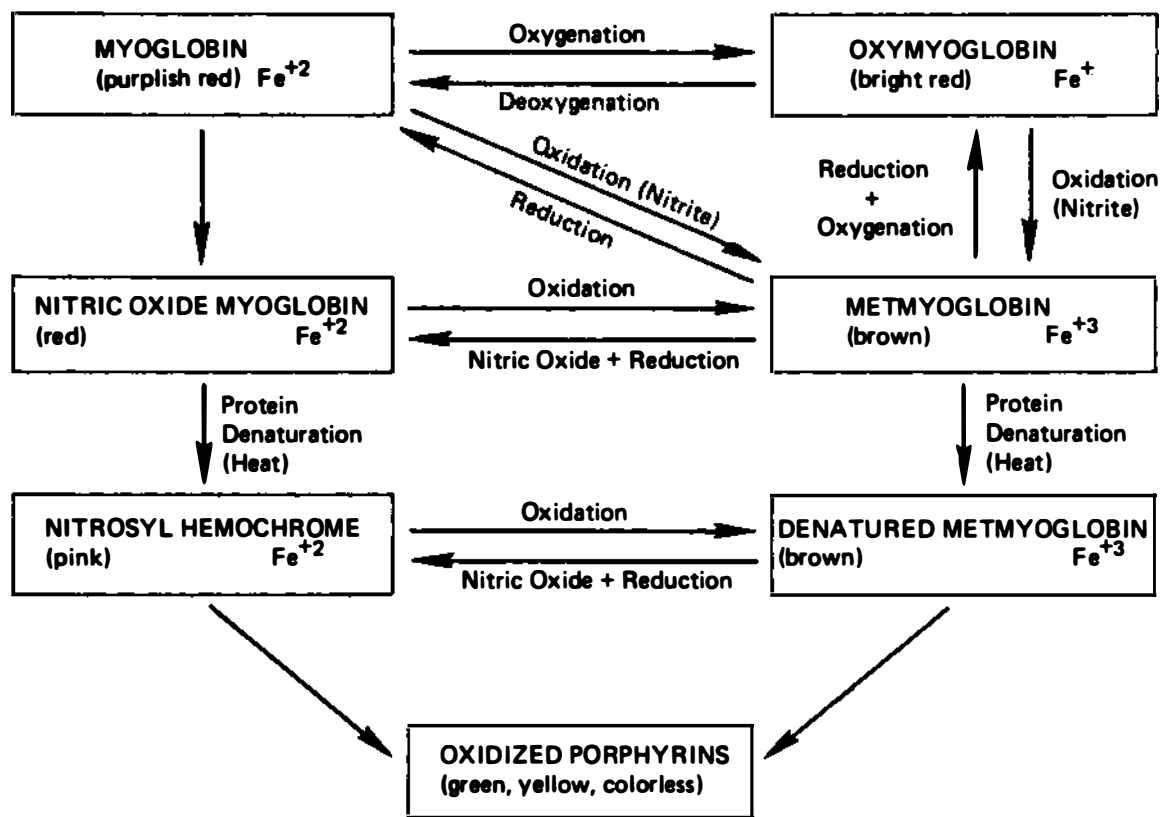 MYOGLOBIN
(purplish red) Fe+2
Oxygenation
Deoxygenation
OXYMYOGLOBIN
(bright red) Fe+
Oxidation (Nitrite)
Reduction
Reduction
+
Oxygenation
Oxidation
(Nitrite)
NITRIC OXIDE MYOGLOBIN
(red) Fe+2
Oxidation
Nitric Oxide + Reduction
METMYOGLOBIN
(brown) Fe+3
Protein
Denaturation
(Heat)
Protein
Denaturation
(Heat)
NITROSYL HEMOCHROME
(pink) Fe+2
Oxidation
Nitric Oxide + Reduction
DENATURED METMYOGLOBIN
(brown) Fe+3
OXIDIZED PORPHYRINS
(green, yellow, colorless)